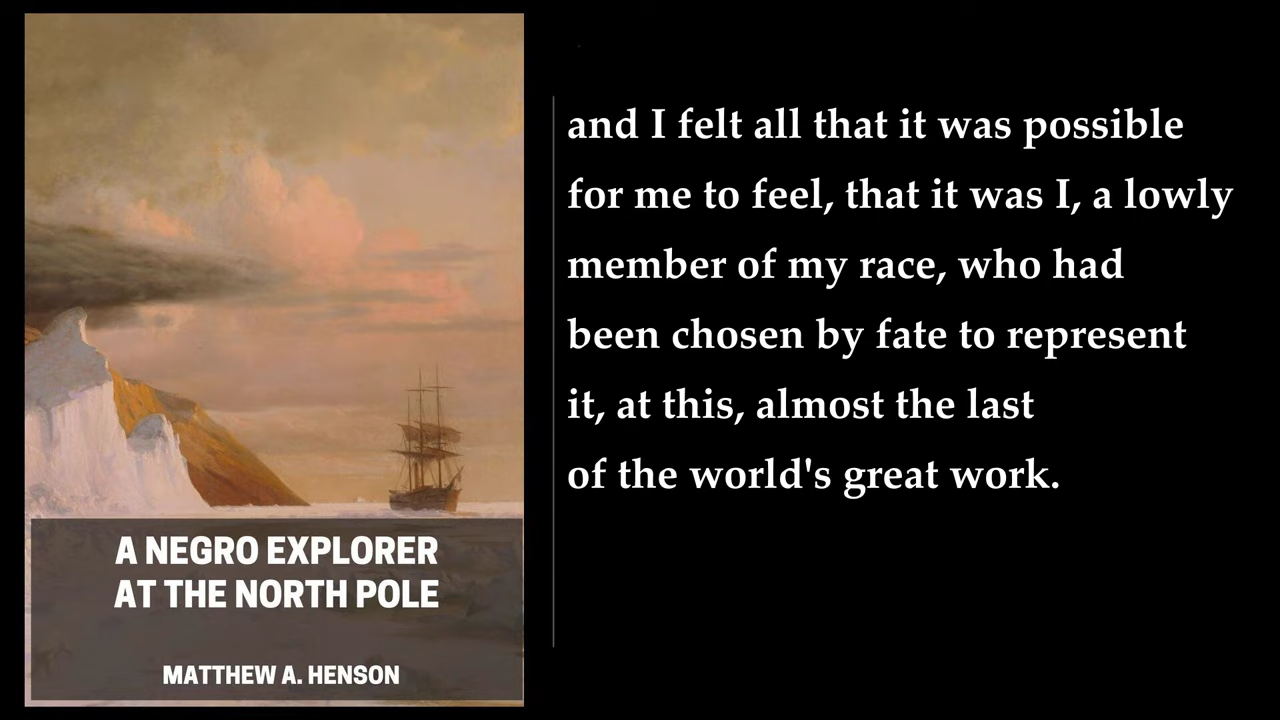 and I felt all that it was possible
for me to feel, that it was I, a lowly
member of my race, who had
been chosen by fate to represent
it, at this, almost the last
of the world's great work.
A NEGRO EXPLORER
AT THE NORTH POLE
MATTHEW A. HENSON